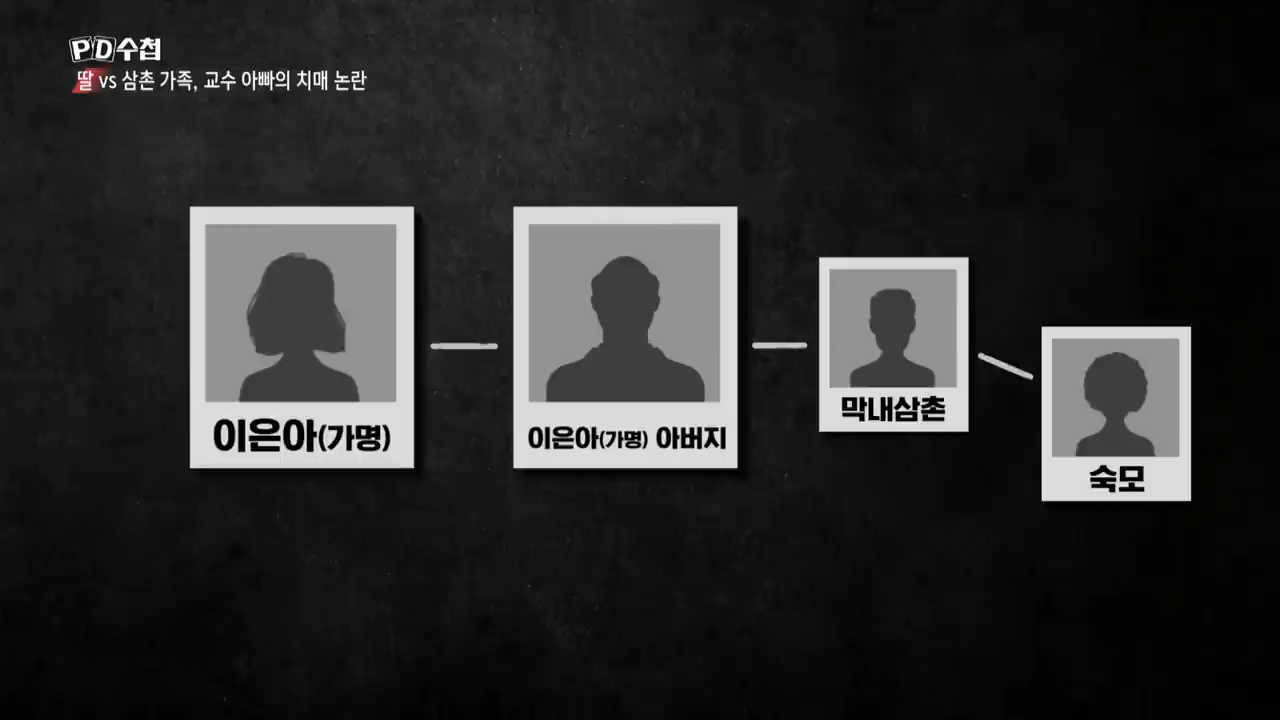 PD수첩
딸 vs 삼촌 가족, 교수 아빠의 치매 논란
이은아(가명)
이은아(가명) 아버지
막내삼촌
숙모